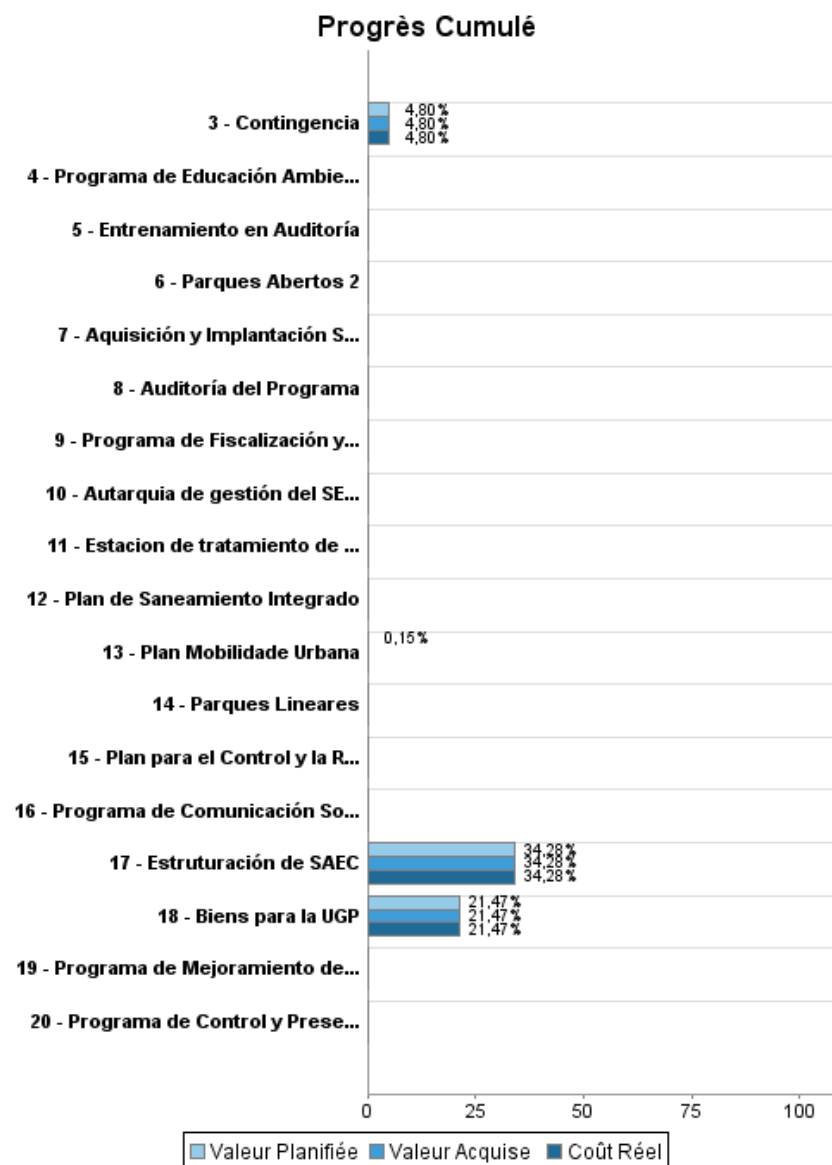 Progrès Cumulé
3 - Contingencia
4,80%
4,80%
4,80%
4 - Programa de Educación Ambie...
5 - Entrenamiento en Auditoría
6 - Parques Abertos 2
7 - Aquisición y Implantación S...
8 - Auditoría del Programa
9 - Programa de Fiscalización y...
10 - Autarquia de gestión del SE...
11 - Estacion de tratamiento de ...
12 - Plan de Saneamiento Integrado
0,15%
13 - Plan Mobilidade Urbana
14 - Parques Lineares
15 - Plan para el Control y la R...
16 - Programa de Comunicación So...
17 - Estruturación de SAEC
34,28%
34,28%
34,28%
18 - Biens para la UGP
21,47%
21,47%
21,47%
19 - Programa de Mejoramiento de...
20 - Programa de Control y Prese...
0 25 50 75 100
Valeur Planifiée Valeur Acquise Coût Réel